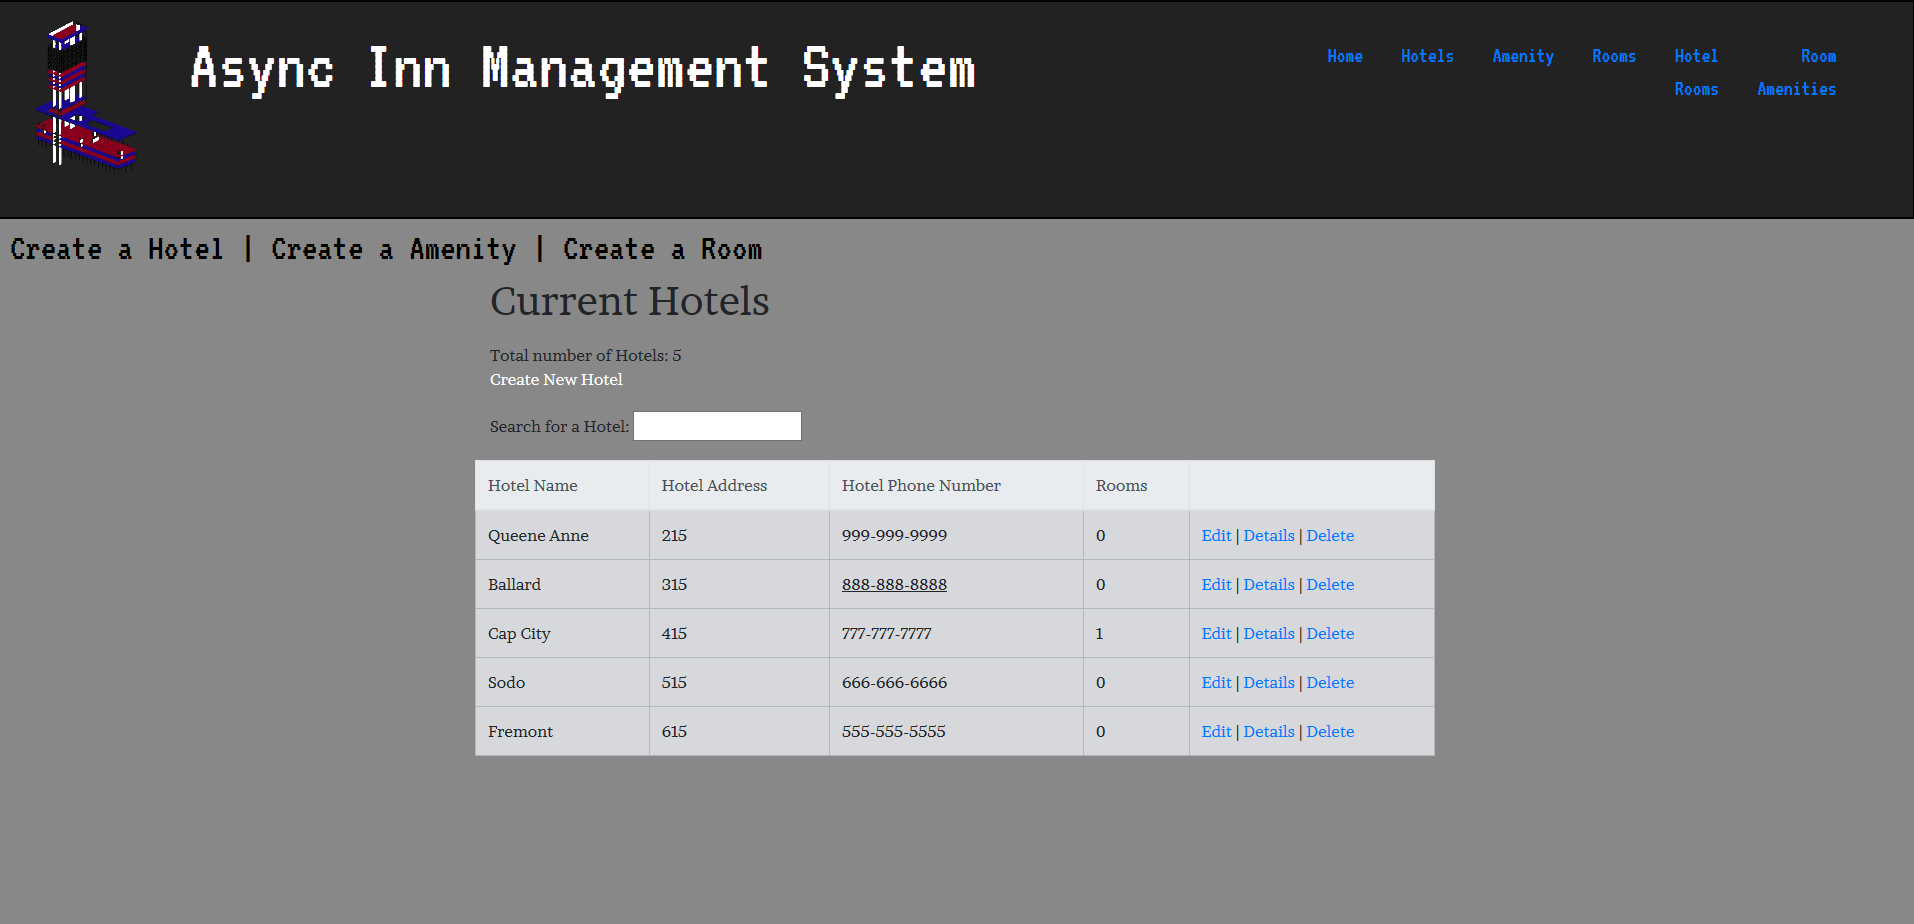 Async Inn Management System
Home Hotels Amenity Rooms Hotel Rooms Room Amenities
Create a Hotel | Create a Amenity | Create a Room
Current Hotels
Total number of Hotels: 5
Create New Hotel
Search for a Hotel:
Hotel Name Hotel Address Hotel Phone Number Rooms
Queene Anne 215 999-999-9999 0 Edit | Details | Delete
Ballard 315 888-888-8888 0 Edit | Details | Delete
Cap City 415 777-777-7777 1 Edit | Details | Delete
Sodo 515 666-666-6666 0 Edit | Details | Delete
Fremont 615 555-555-5555 0 Edit | Details | Delete